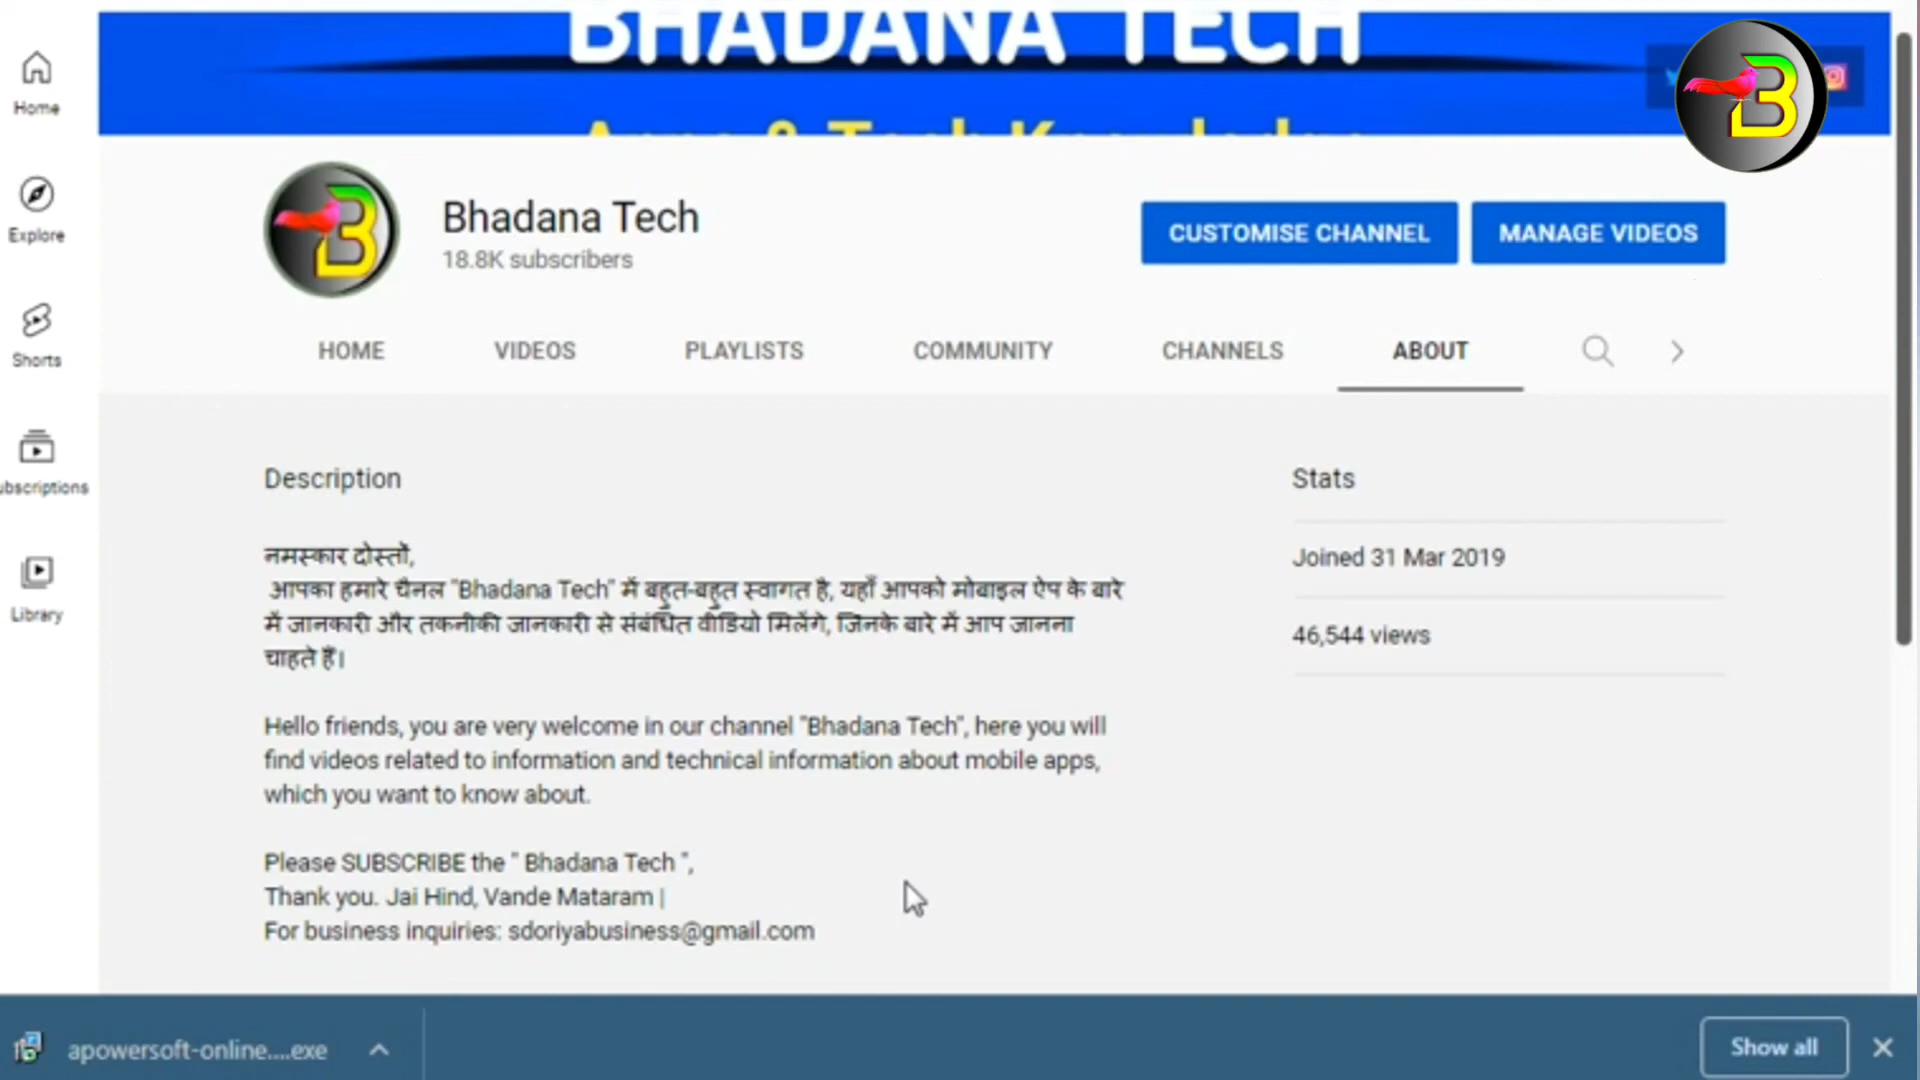 BHADANA TECH
Home
Explore
Shorts
Library
Bhadana Tech
18.8K subscribers
CUSTOMISE CHANNEL
MANAGE VIDEOS
HOME VIDEOS PLAYLISTS COMMUNITY CHANNELS ABOUT
Description
नमस्कार दोस्तों,
आपका हमारे चैनल "Bhadana Tech" में बहुत-बहुत स्वागत है, यहाँ आपको मोबाइल ऐप के बारे
में जानकारी और तकनीकी जानकारी से संबंधित वीडियो मिलेंगे, जिनके बारे में आप जानना
चाहते हैं।
Hello friends, you are very welcome in our channel "Bhadana Tech", here you will
find videos related to information and technical information about mobile apps,
which you want to know about.
Please SUBSCRIBE the " Bhadana Tech ",
Thank you. Jai Hind, Vande Mataram |
For business inquiries: sdoriyabusiness@gmail.com
Stats
Joined 31 Mar 2019
46,544 views
apowersoft-online....exe
Show all
B
B